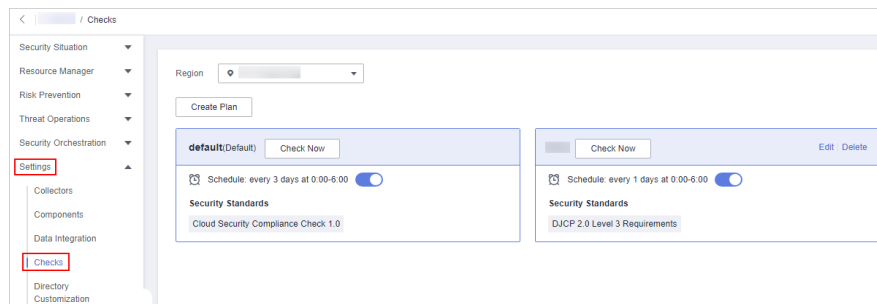 / Checks
Security Situation
Resource Manager
Risk Prevention
Threat Operations
Security Orchestration
Settings
Collectors
Components
Data Integration
Checks
Directory
Customization
Region
Create Plan
default(Default) Check Now
Schedule: every 3 days at 0:00-6:00
Security Standards
Cloud Security Compliance Check 1.0
Check Now Edit Delete
Schedule: every 1 days at 0:00-6:00
Security Standards
DJCP 2.0 Level 3 Requirements